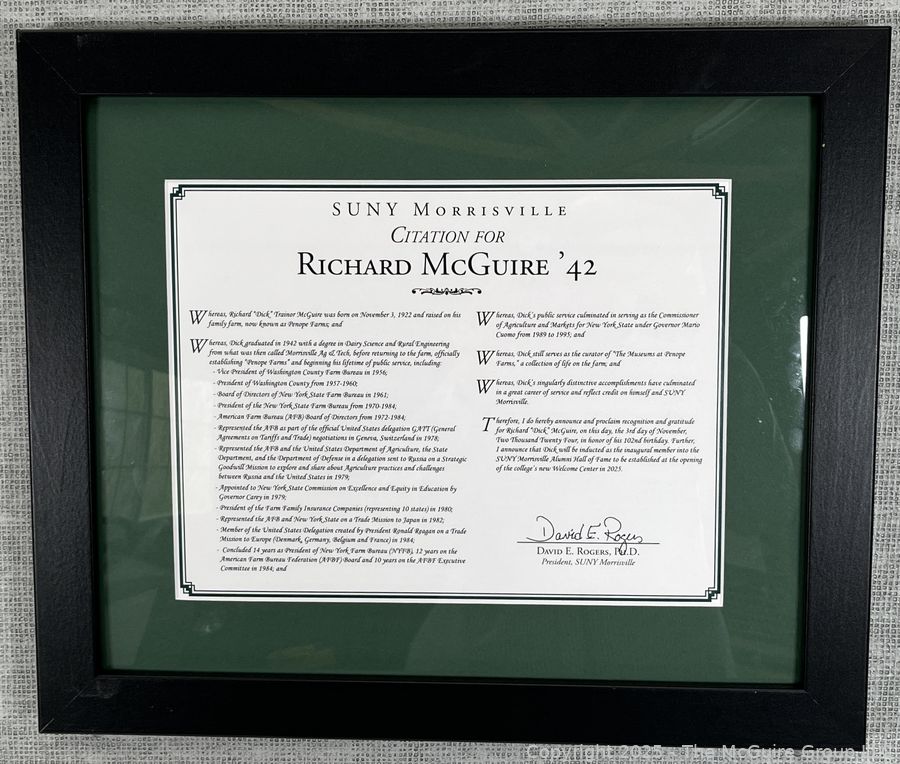 SUNY MORRISVILLE
CITATION FOR
RICHARD MCGUIRE '42
Whereas, Richard "Dick" Trainor McGuire was born on November 3, 1922 and raised on his
family farm, now known as Penope Farms; and
Whereas, Dick graduated in 1942 with a degree in Dairy Science and Rural Engineering
from what was then called Morrisville Ag & Tech, before returning to the farm, officially
establishing "Penope Farms" and beginning his lifetime of public service, including:
- Vice President of Washington County Farm Bureau in 1956;
- President of Washington County from 1957-1960;
- Board of Directors of New York State Farm Bureau in 1961;
- President of the New York State Farm Bureau from 1970-1984;
- American Farm Bureau (AFB) Board of Directors from 1972-1984;
- Represented the AFB as part of the official United States delegation GATT (General
Agreements on Tariffs and Trade) negotiations in Geneva, Switzerland in 1978;
- Represented the AFB and the United States Department of Agriculture, the State
Department, and the Department of Defense in a delegation sent to Russia on a Strategic
Goodwill Mission to explore and share about Agriculture practices and challenges
between Russia and the United States in 1979;
- Appointed to New York State Commission on Excellence and Equity in Education by
Governor Carey in 1979;
- President of the Farm Family Insurance Companies (representing 10 states) in 1980;
- Represented the AFB and New York State on a Trade Mission to Japan in 1982;
- Member of the United States Delegation created by President Ronald Reagan on a Trade
Mission to Europe (Denmark, Germany, Belgium and France) in 1984;
- Concluded 14 years as President of New York Farm Bureau (NYFB), 12 years on the
American Farm Bureau Federation (AFBF) Board and 10 years on the AFBF Executive
Committee in 1984; and
Whereas, Dick's public service culminated in serving as the Commissioner
of Agriculture and Markets for New York State under Governor Mario
Cuomo from 1989 to 1995; and
Whereas, Dick still serves as the curator of "The Museums at Penope
Farms," a collection of life on the farm; and
Whereas, Dick's singularly distinctive accomplishments have culminated
in a great career of service and reflect credit on himself and SUNY
Morrisville.
Therefore, I do hereby announce and proclaim recognition and gratitude
for Richard "Dick" McGuire, on this day, the 3rd day of November,
Two Thousand Twenty Four, in honor of his 102nd birthday. Further,
I announce that Dick will be inducted as the inaugural member into the
SUNY Morrisville Alumni Hall of Fame to be established at the opening
of the college's new Welcome Center in 2025.
David E. Rogers
DAVID E. ROGERS, PH.D.
President, SUNY Morrisville
Copyright 2025 - The McGuire Group